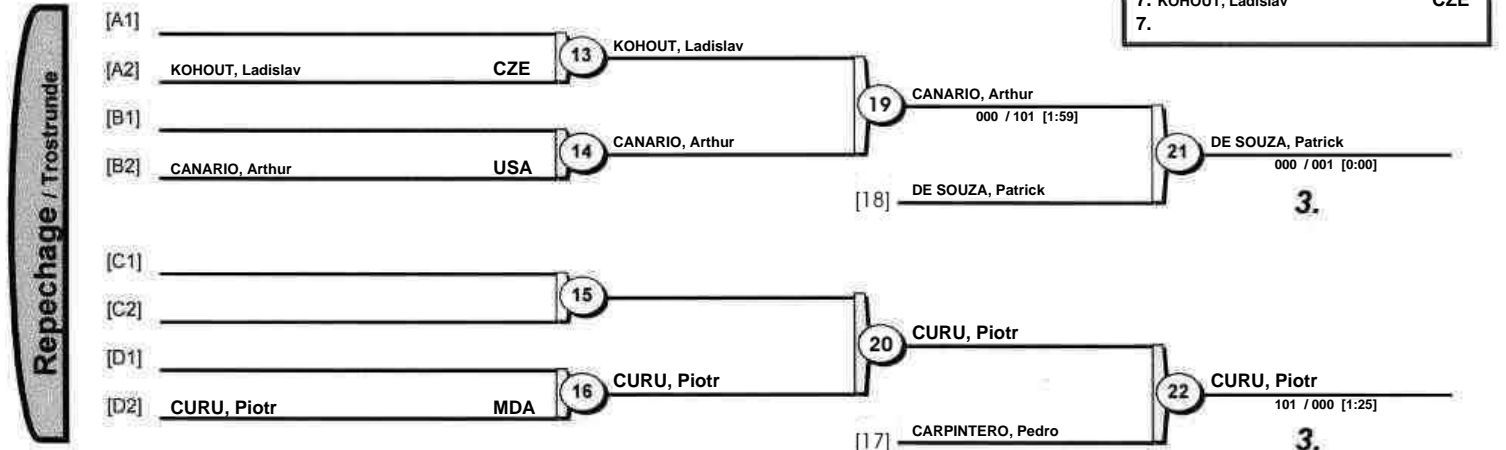 7. KOHOUT, Ladislav CZE
7.
Repechage / Trostrunde
[A1]
13 KOHOUT, Ladislav
[A2] KOHOUT, Ladislav CZE
19 CANARIO, Arthur
000 / 101 [1:59]
[B1]
14 CANARIO, Arthur
[B2] CANARIO, Arthur USA
21 DE SOUZA, Patrick
000 / 001 [0:00]
[18] DE SOUZA, Patrick
3.
[C1]
15
[C2]
20 CURU, Piotr
[D1]
16 CURU, Piotr
[D2] CURU, Piotr MDA
22 CURU, Piotr
101 / 000 [1:25]
[17] CARPINTERO, Pedro
3.